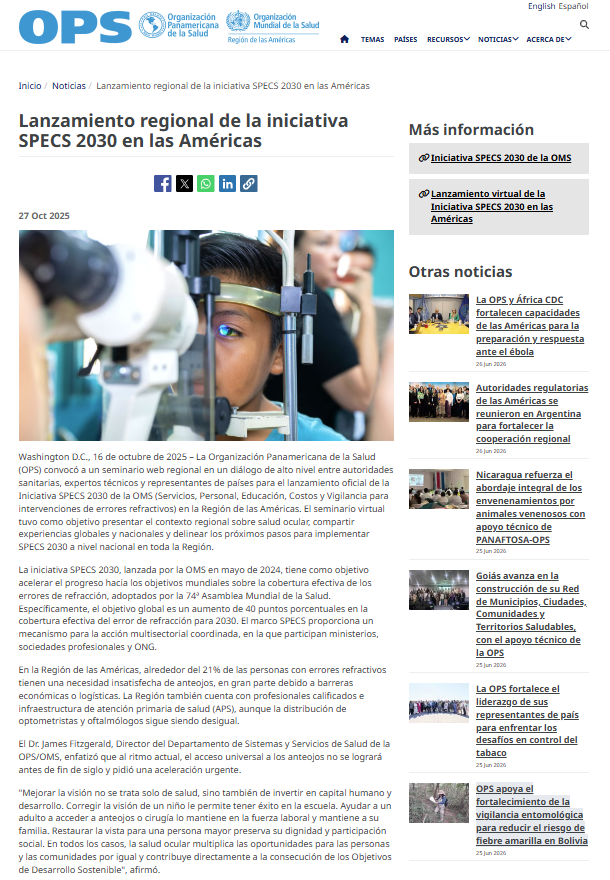 English Español
OPS
Organización
Panamericana
de la Salud
Organización
Mundial de la Salud
Región de las Américas
TEMAS PAÍSES RECURSOS NOTICIAS ACERCA DE
Inicio / Noticias / Lanzamiento regional de la iniciativa SPECS 2030 en las Américas
Lanzamiento regional de la iniciativa
SPECS 2030 en las Américas
27 Oct 2025
Washington D.C., 16 de octubre de 2025 – La Organización Panamericana de la Salud
(OPS) convocó a un seminario web regional en un diálogo de alto nivel entre autoridades
sanitarias, expertos técnicos y representantes de países para el lanzamiento oficial de la
Iniciativa SPECS 2030 de la OMS (Servicios, Personal, Educación, Costos y Vigilancia para
intervenciones de errores refractivos) en la Región de las Américas. El seminario virtual
tuvo como objetivo presentar el contexto regional sobre salud ocular, compartir
experiencias globales y nacionales y delinear los próximos pasos para implementar
SPECS 2030 a nivel nacional en toda la Región.
La iniciativa SPECS 2030, lanzada por la OMS en mayo de 2024, tiene como objetivo
acelerar el progreso hacia los objetivos mundiales sobre la cobertura efectiva de los
errores de refracción, adoptados por la 74ª Asamblea Mundial de la Salud.
Específicamente, el objetivo global es un aumento de 40 puntos porcentuales en la
cobertura efectiva del error de refracción para 2030. El marco SPECS proporciona un
mecanismo para la acción multisectorial coordinada, en la que participan ministerios,
sociedades profesionales y ONG.
En la Región de las Américas, alrededor del 21% de las personas con errores refractivos
tienen una necesidad insatisfecha de anteojos, en gran parte debido a barreras
económicas o logísticas. La Región también cuenta con profesionales calificados e
infraestructura de atención primaria de salud (APS), aunque la distribución de
optometristas y oftalmólogos sigue siendo desigual.
El Dr. James Fitzgerald, Director del Departamento de Sistemas y Servicios de Salud de la
OPS/OMS, enfatizó que al ritmo actual, el acceso universal a los anteojos no se logrará
antes de fin de siglo y pidió una aceleración urgente.
"Mejorar la visión no se trata solo de salud, sino también de invertir en capital humano y
desarrollo. Corregir la visión de un niño le permite tener éxito en la escuela. Ayudar a un
adulto a acceder a anteojos o cirugía lo mantiene en la fuerza laboral y mantiene a su
familia. Restaurar la vista para una persona mayor preserva su dignidad y participación
social. En todos los casos, la salud ocular multiplica las oportunidades para las personas
y las comunidades por igual y contribuye directamente a la consecución de los Objetivos
de Desarrollo Sostenible", afirmó.
Más información
Iniciativa SPECS 2030 de la OMS
Lanzamiento virtual de la
Iniciativa SPECS 2030 en las
Américas
Otras noticias
La OPS y África CDC
fortalecen capacidades
de las Américas para la
preparación y respuesta
ante el ébola
26 Jun 2026
Autoridades regulatorias
de las Américas se
reunieron en Argentina
para fortalecer la
cooperación regional
26 Jun 2026
Nicaragua refuerza el
abordaje integral de los
envenenamientos por
animales venenosos con
apoyo técnico de
PANAFTOSA-OPS
25 Jun 2026
Goiás avanza en la
construcción de su Red
de Municipios, Ciudades,
Comunidades y
Territorios Saludables,
con el apoyo técnico de
la OPS
25 Jun 2026
La OPS fortalece el
liderazgo de sus
representantes de país
para enfrentar los
desafíos en control del
tabaco
25 Jun 2026
OPS apoya el
fortalecimiento de la
vigilancia entomológica
para reducir el riesgo de
fiebre amarilla en Bolivia
25 Jun 2026